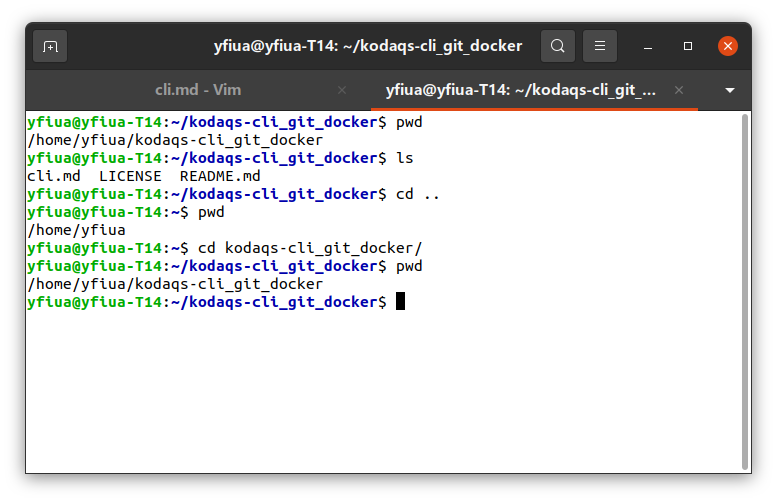 yfiua@yfiua-T14: ~/kodaqs-cli_git_docker
cli.md - Vim
yfiua@yfiua-T14: ~/kodaqs-cli_git_...
yfiua@yfiua-T14:~/kodaqs-cli_git_docker$ pwd
/home/yfiua/kodaqs-cli_git_docker
yfiua@yfiua-T14:~/kodaqs-cli_git_docker$ ls
cli.md  LICENSE  README.md
yfiua@yfiua-T14:~/kodaqs-cli_git_docker$ cd ..
yfiua@yfiua-T14:~$ pwd
/home/yfiua
yfiua@yfiua-T14:~$ cd kodaqs-cli_git_docker/
yfiua@yfiua-T14:~/kodaqs-cli_git_docker$ pwd
/home/yfiua/kodaqs-cli_git_docker
yfiua@yfiua-T14:~/kodaqs-cli_git_docker$